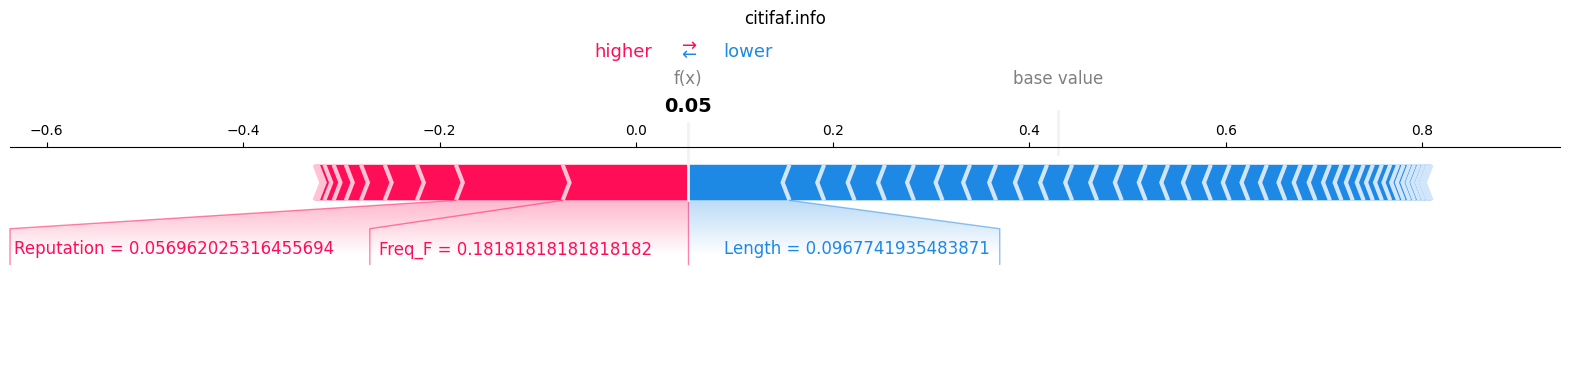 citifaf.info
higher ⇄ lower
f(x) base value
0.05
−0.6 −0.4 −0.2 0.0 0.2 0.4 0.6 0.8
Reputation = 0.056962025316455694 Freq_F = 0.18181818181818182 Length = 0.0967741935483871